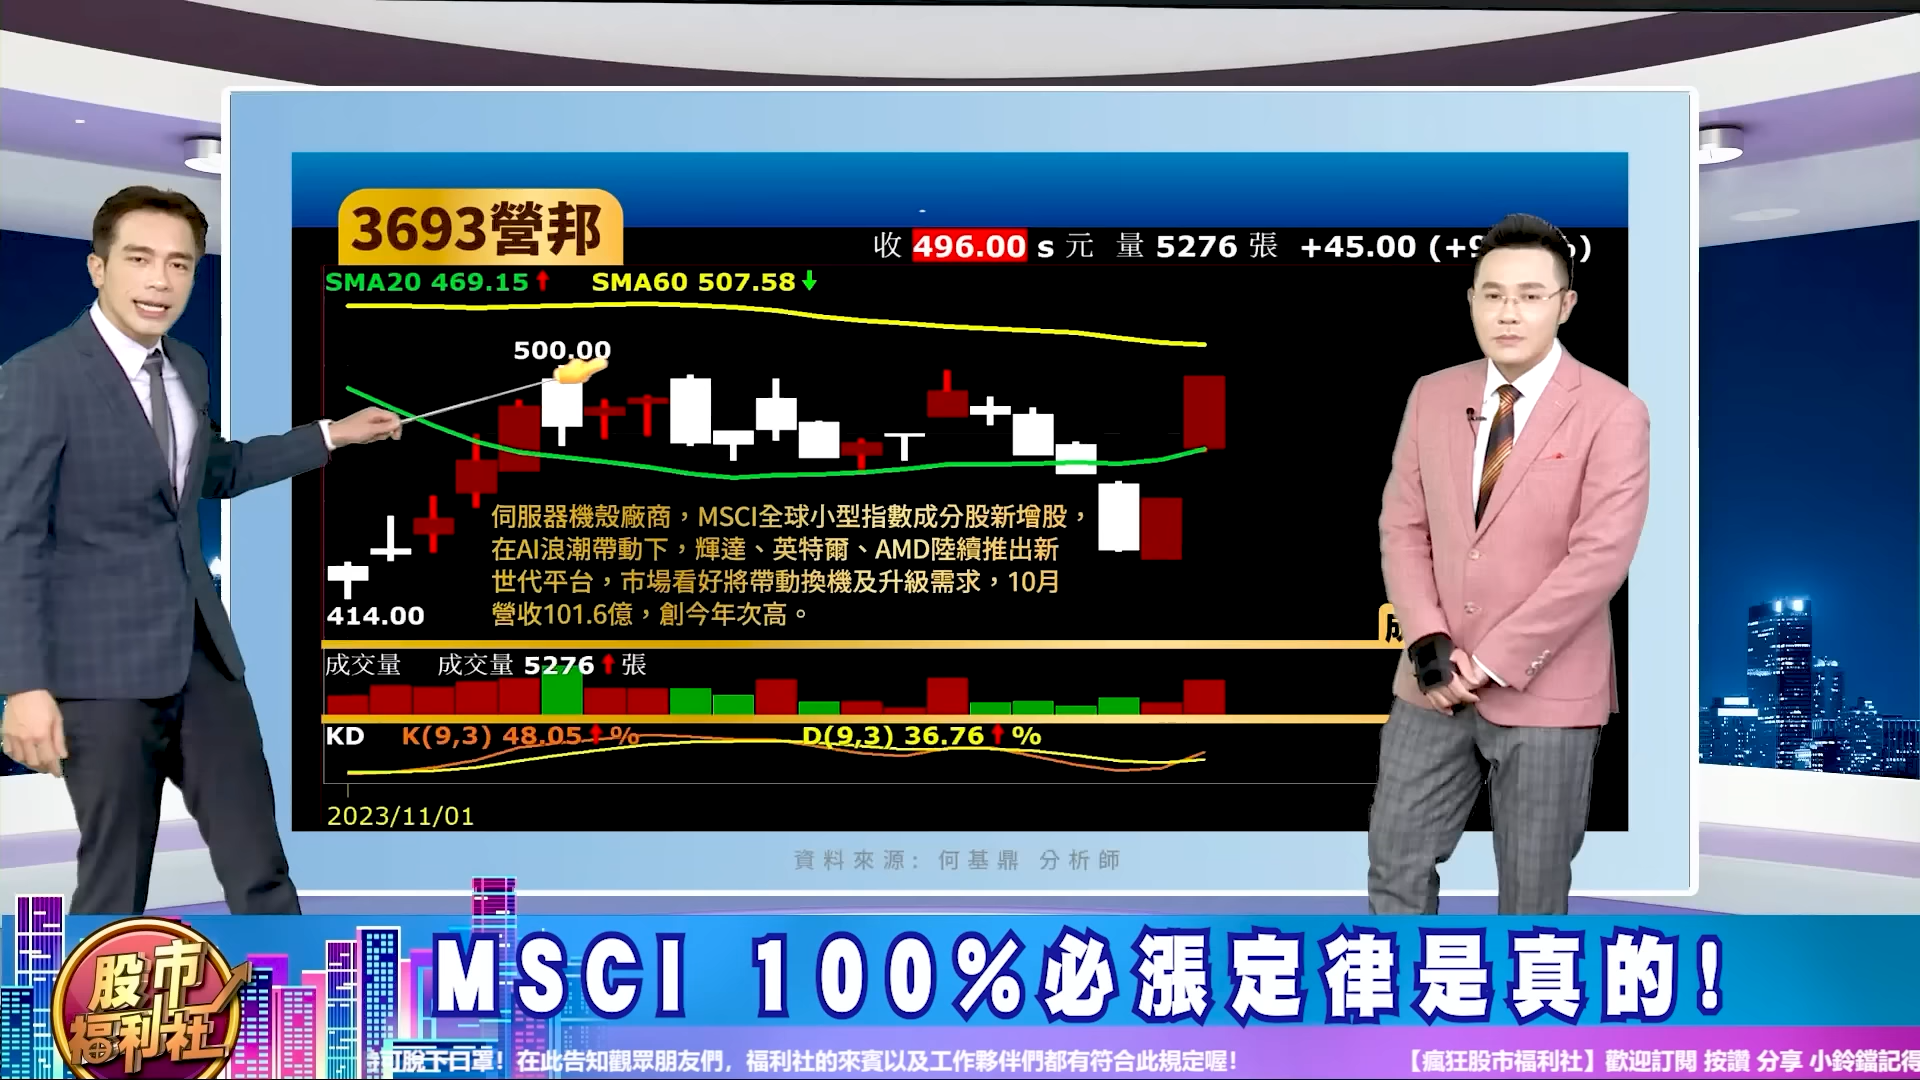 3693營邦
收 496.00 s 元 量 5276 張 +45.00 (+9
SMA20 469.15 SMA60 507.58
500.00
伺服器機殼廠商，MSCI全球小型指數成分股新增股，
在AI浪潮帶動下，輝達、英特爾、AMD陸續推出新
世代平台，市場看好將帶動換機及升級需求，10月
營收101.6億，創今年次高。
414.00
成交量 成交量 5276 張
KD K(9,3) 48.05 % D(9,3) 36.76 %
2023/11/01
資料來源: 何基鼎 分析師
MSCI 100%必漲定律是真的!
股市
福利社
可脫下口罩! 在此告知觀眾朋友們，福利社的來賓以及工作夥伴們都有符合此規定喔! 【瘋狂股市福利社】歡迎訂閱 按讚 分享 小鈴鐺記得